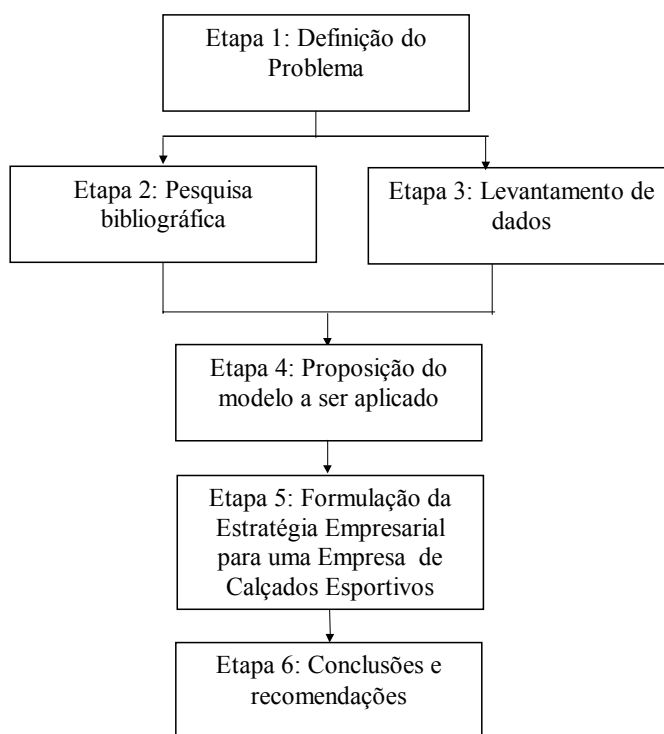 Etapa 1: Definição do
Problema
Etapa 2: Pesquisa
bibliográfica
Etapa 3: Levantamento de
dados
Etapa 4: Proposição do
modelo a ser aplicado
Etapa 5: Formulação da
Estratégia Empresarial
para uma Empresa de
Calçados Esportivos
Etapa 6: Conclusões e
recomendações